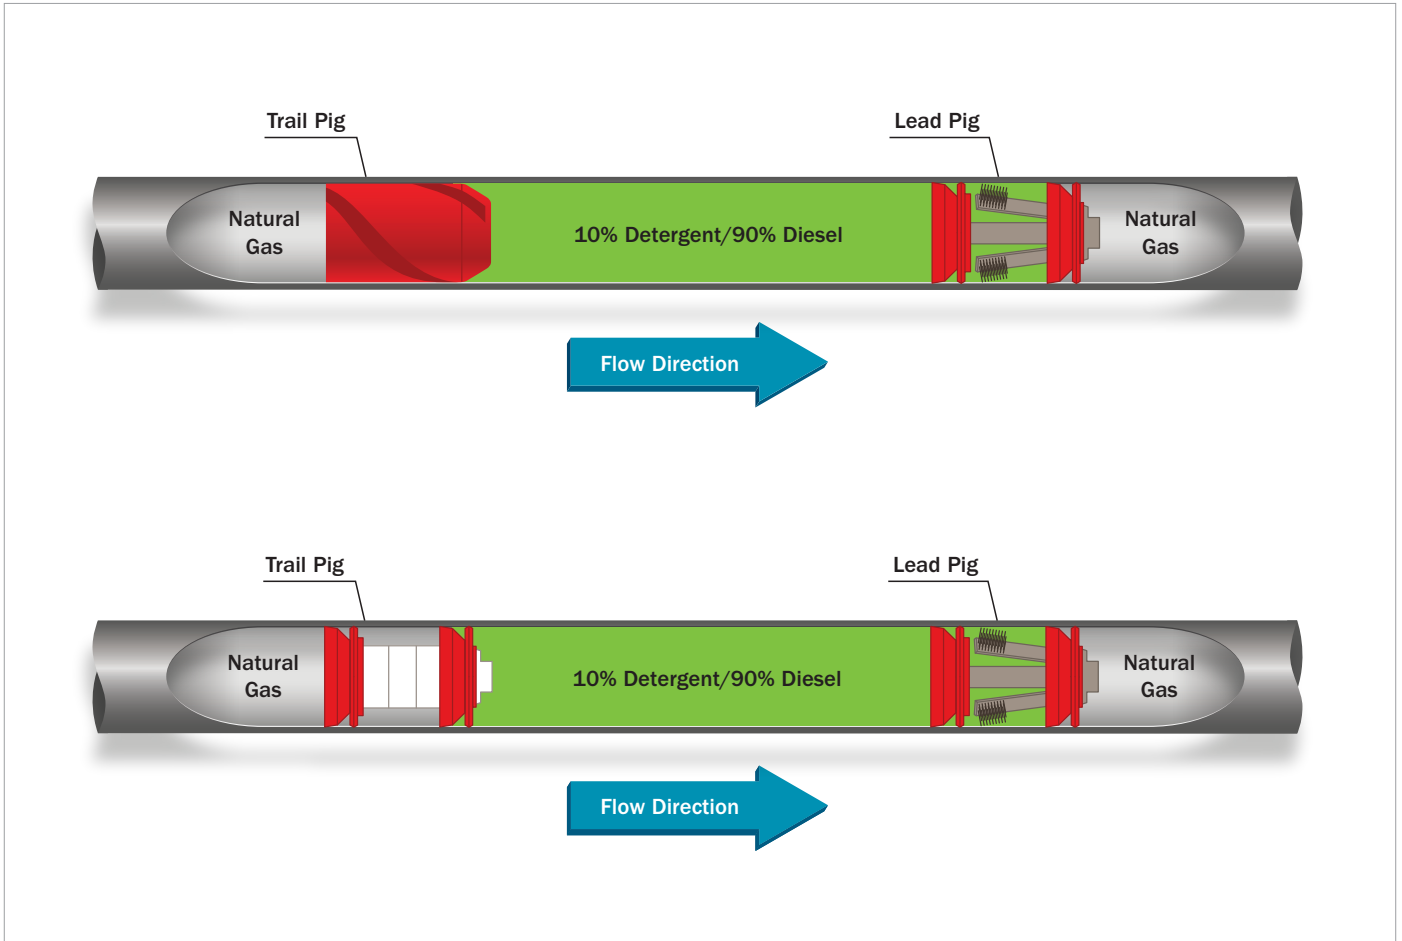 Trail Pig
Lead Pig
Natural
Gas
10% Detergent/90% Diesel
Natural
Gas
Flow Direction
Trail Pig
Lead Pig
Natural
Gas
10% Detergent/90% Diesel
Natural
Gas
Flow Direction